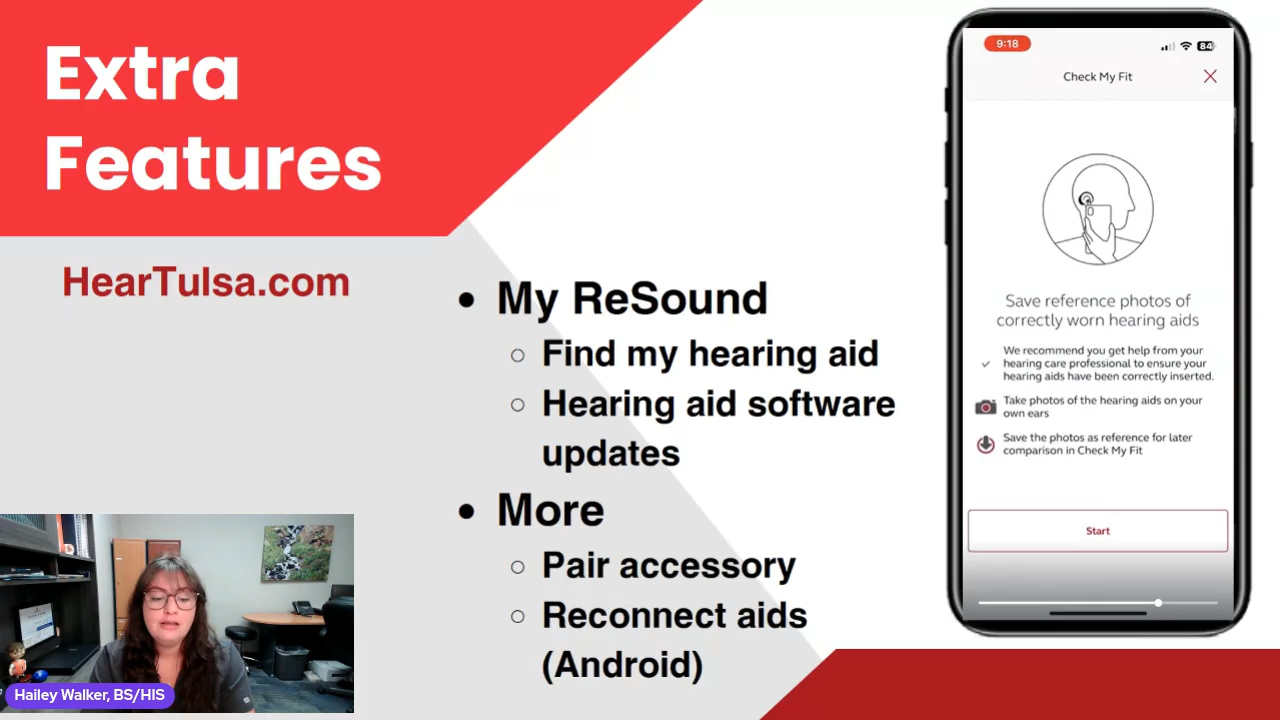 Extra
Features
HearTulsa.com
• My ReSound
○ Find my hearing aid
○ Hearing aid software
updates
• More
○ Pair accessory
○ Reconnect aids
(Android)
9:18
84
Check My Fit
Save reference photos of
correctly worn hearing aids
We recommend you get help from your
hearing care professional to ensure your
hearing aids have been correctly inserted.
Take photos of the hearing aids on your
own ears
Save the photos as reference for later
comparison in Check My Fit
Start
Hailey Walker, BS/HIS